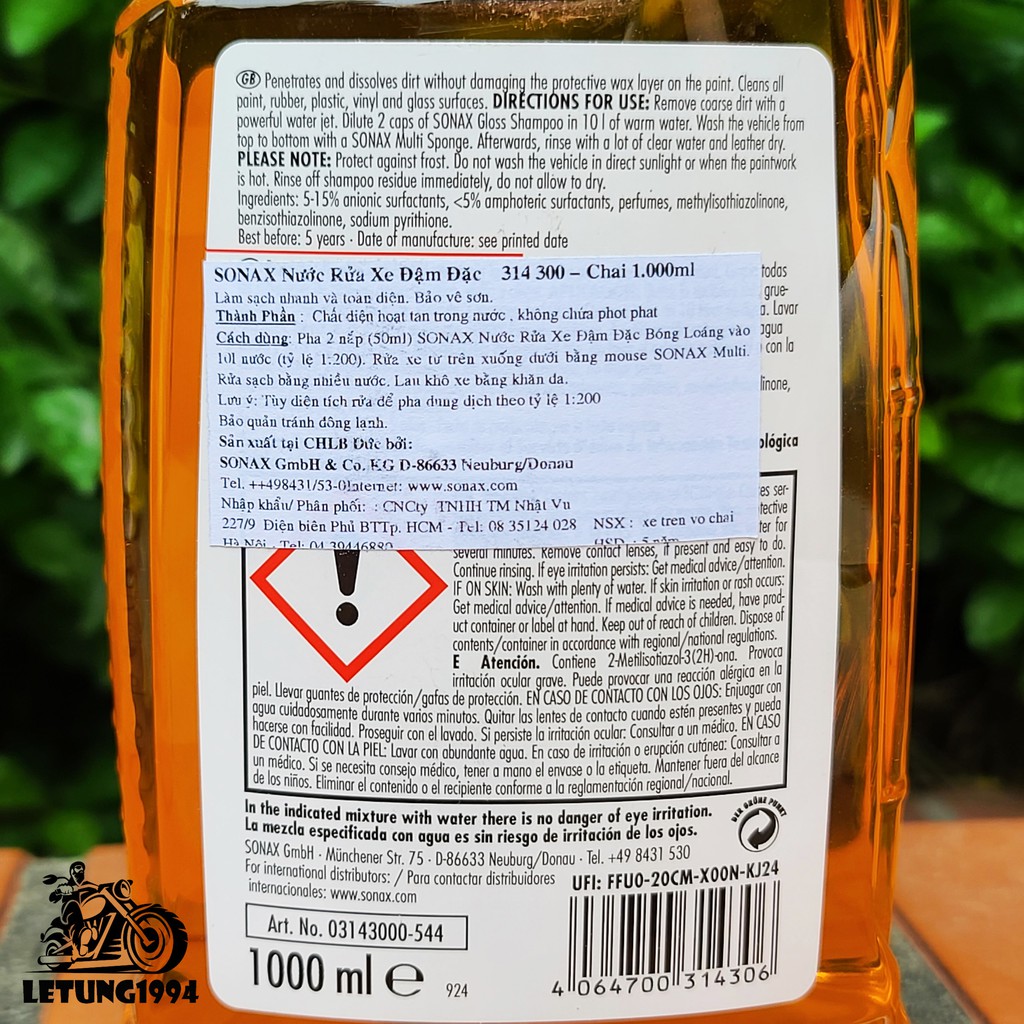 GB Penetrates and dissolves dirt without damaging the protective wax layer on the paint. Cleans all
paint, rubber, plastic, vinyl and glass surfaces. DIRECTIONS FOR USE: Remove coarse dirt with a
powerful water jet. Dilute 2 caps of SONAX Gloss Shampoo in 10 l of warm water. Wash the vehicle from
top to bottom with a SONAX Multi Sponge. Afterwards, rinse with a lot of clear water and leather dry.
PLEASE NOTE: Protect against frost. Do not wash the vehicle in direct sunlight or when the paintwork
is hot. Rinse off shampoo residue immediately, do not allow to dry.
Ingredients: 5-15% anionic surfactants, <5% amphoteric surfactants, perfumes, methylisothiazolinone,
benzisothiazolinone, sodium pyrithione.
Best before: 5 years · Date of manufacture: see printed date
SONAX Nước Rửa Xe Đậm Đặc 314 300 – Chai 1.000ml
Làm sạch nhanh và toàn diện. Bảo vê sơn.
Thành Phần : Chất diện hoạt tan trong nước , không chứa phot phat
Cách dùng: Pha 2 nắp (50ml) SONAX Nước Rửa Xe Đậm Đặc Bóng Loáng vào
10l nước (tỷ lệ 1:200). Rửa xe từ trên xuống dưới bằng mouse SONAX Multi.
Rửa sạch bằng nhiều nước. Lau khô xe bằng khăn da.
Lưu ý: Tùy diện tích rửa để pha dung dịch theo tỷ lệ 1:200
Bảo quản tránh đông lạnh.
Sản xuất tại CHLB Đức bởi:
SONAX GmbH & Co. KG D-86633 Neuburg/Donau
Tel. ++498431/53-0Internet: www.sonax.com
Nhập khẩu/ Phân phối: : CNCty TNHH TM Nhật Vu
227/9 Điện biên Phủ BTTp. HCM - Tel: 08 35124 028 NSX : xe tren vo chai
Hà Nội - Tel: 04 39446880 HSD : 5 năm
todas
grue-
a. Lavar
agua
con la
linone,
ológica
es ser-
tective
ter for
several minutes. Remove contact lenses, if present and easy to do.
Continue rinsing. If eye irritation persists: Get medical advice/attention.
IF ON SKIN: Wash with plenty of water. If skin irritation or rash occurs:
Get medical advice/attention. If medical advice is needed, have prod-
uct container or label at hand. Keep out of reach of children. Dispose of
contents/container in accordance with regional/national regulations.
E Atención. Contiene 2-Metilisotiazol-3(2H)-ona. Provoca
irritación ocular grave. Puede provocar una reacción alérgica en la
piel. Llevar guantes de protección/gafas de protección. EN CASO DE CONTACTO CON LOS OJOS: Enjuagar con
agua cuidadosamente durante varios minutos. Quitar las lentes de contacto cuando estén presentes y pueda
hacerse con facilidad. Proseguir con el lavado. Si persiste la irritación ocular: Consultar a un médico. EN CASO
DE CONTACTO CON LA PIEL: Lavar con abundante agua. En caso de irritación o erupción cutánea: Consultar a
un médico. Si se necesita consejo médico, tener a mano el envase o la etiqueta. Mantener fuera del alcance
de los niños. Eliminar el contenido o el recipiente conforme a la reglamentación regional/nacional.
In the indicated mixture with water there is no danger of eye irritation.
La mezcla especificada con agua es sin riesgo de irritación de los ojos.
DER GRÜNE PUNKT
SONAX GmbH · Münchener Str. 75 · D-86633 Neuburg/Donau · Tel. +49 8431 530
For international distributors: / Para contactar distribuidores
internacionales: www.sonax.com
UFI: FFU0-20CM-X00N-KJ24
Art. No. 03143000-544
1000 ml e
924
4 064700 314306
LETUNG1994